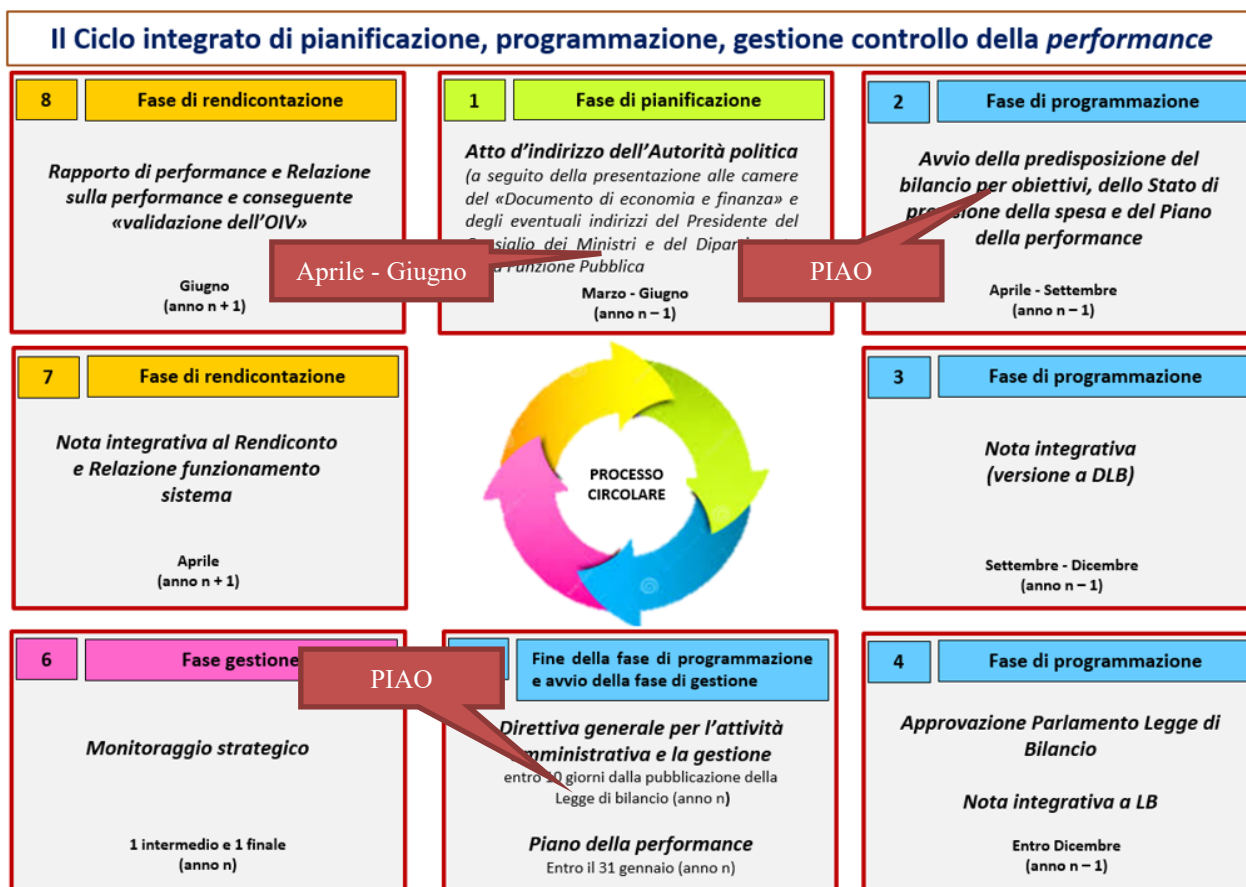 Il Ciclo integrato di pianificazione, programmazione, gestione controllo della performance
8
Fase di rendicontazione
Rapporto di performance e Relazione
sulla performance e conseguente
«validazione dell'OIV»
Giugno
(anno n + 1)
1
Fase di pianificazione
Atto d'indirizzo dell'Autorità politica
(a seguito della presentazione alle camere
del «Documento di economia e finanza» e
degli eventuali indirizzi del Presidente del
dei Ministri e del
Funzione Pubblica
Marzo - Giugno
(anno n – 1)
Aprile - Giugno
2
Fase di programmazione
Avvio della predisposizione del
bilancio per obiettivi, dello Stato di
della spesa e del Piano
della performance
Aprile - Settembre
(anno n – 1)
PIAO
7
Fase di rendicontazione
Nota integrativa al Rendiconto
e Relazione funzionamento
sistema
Aprile
(anno n + 1)
PROCESSO
CIRCOLARE
3
Fase di programmazione
Nota integrativa
(versione a DLB)
Settembre - Dicembre
(anno n – 1)
6
Fase gestione
Monitoraggio strategico
1 intermedio e 1 finale
(anno n)
PIAO
Fine della fase di programmazione
e avvio della fase di gestione
Direttiva generale per l'attività
amministrativa e la gestione
entro 10 giorni dalla pubblicazione della
Legge di bilancio (anno n)
Piano della performance
Entro il 31 gennaio (anno n)
4
Fase di programmazione
Approvazione Parlamento Legge di
Bilancio
Nota integrativa a LB
Entro Dicembre
(anno n – 1)